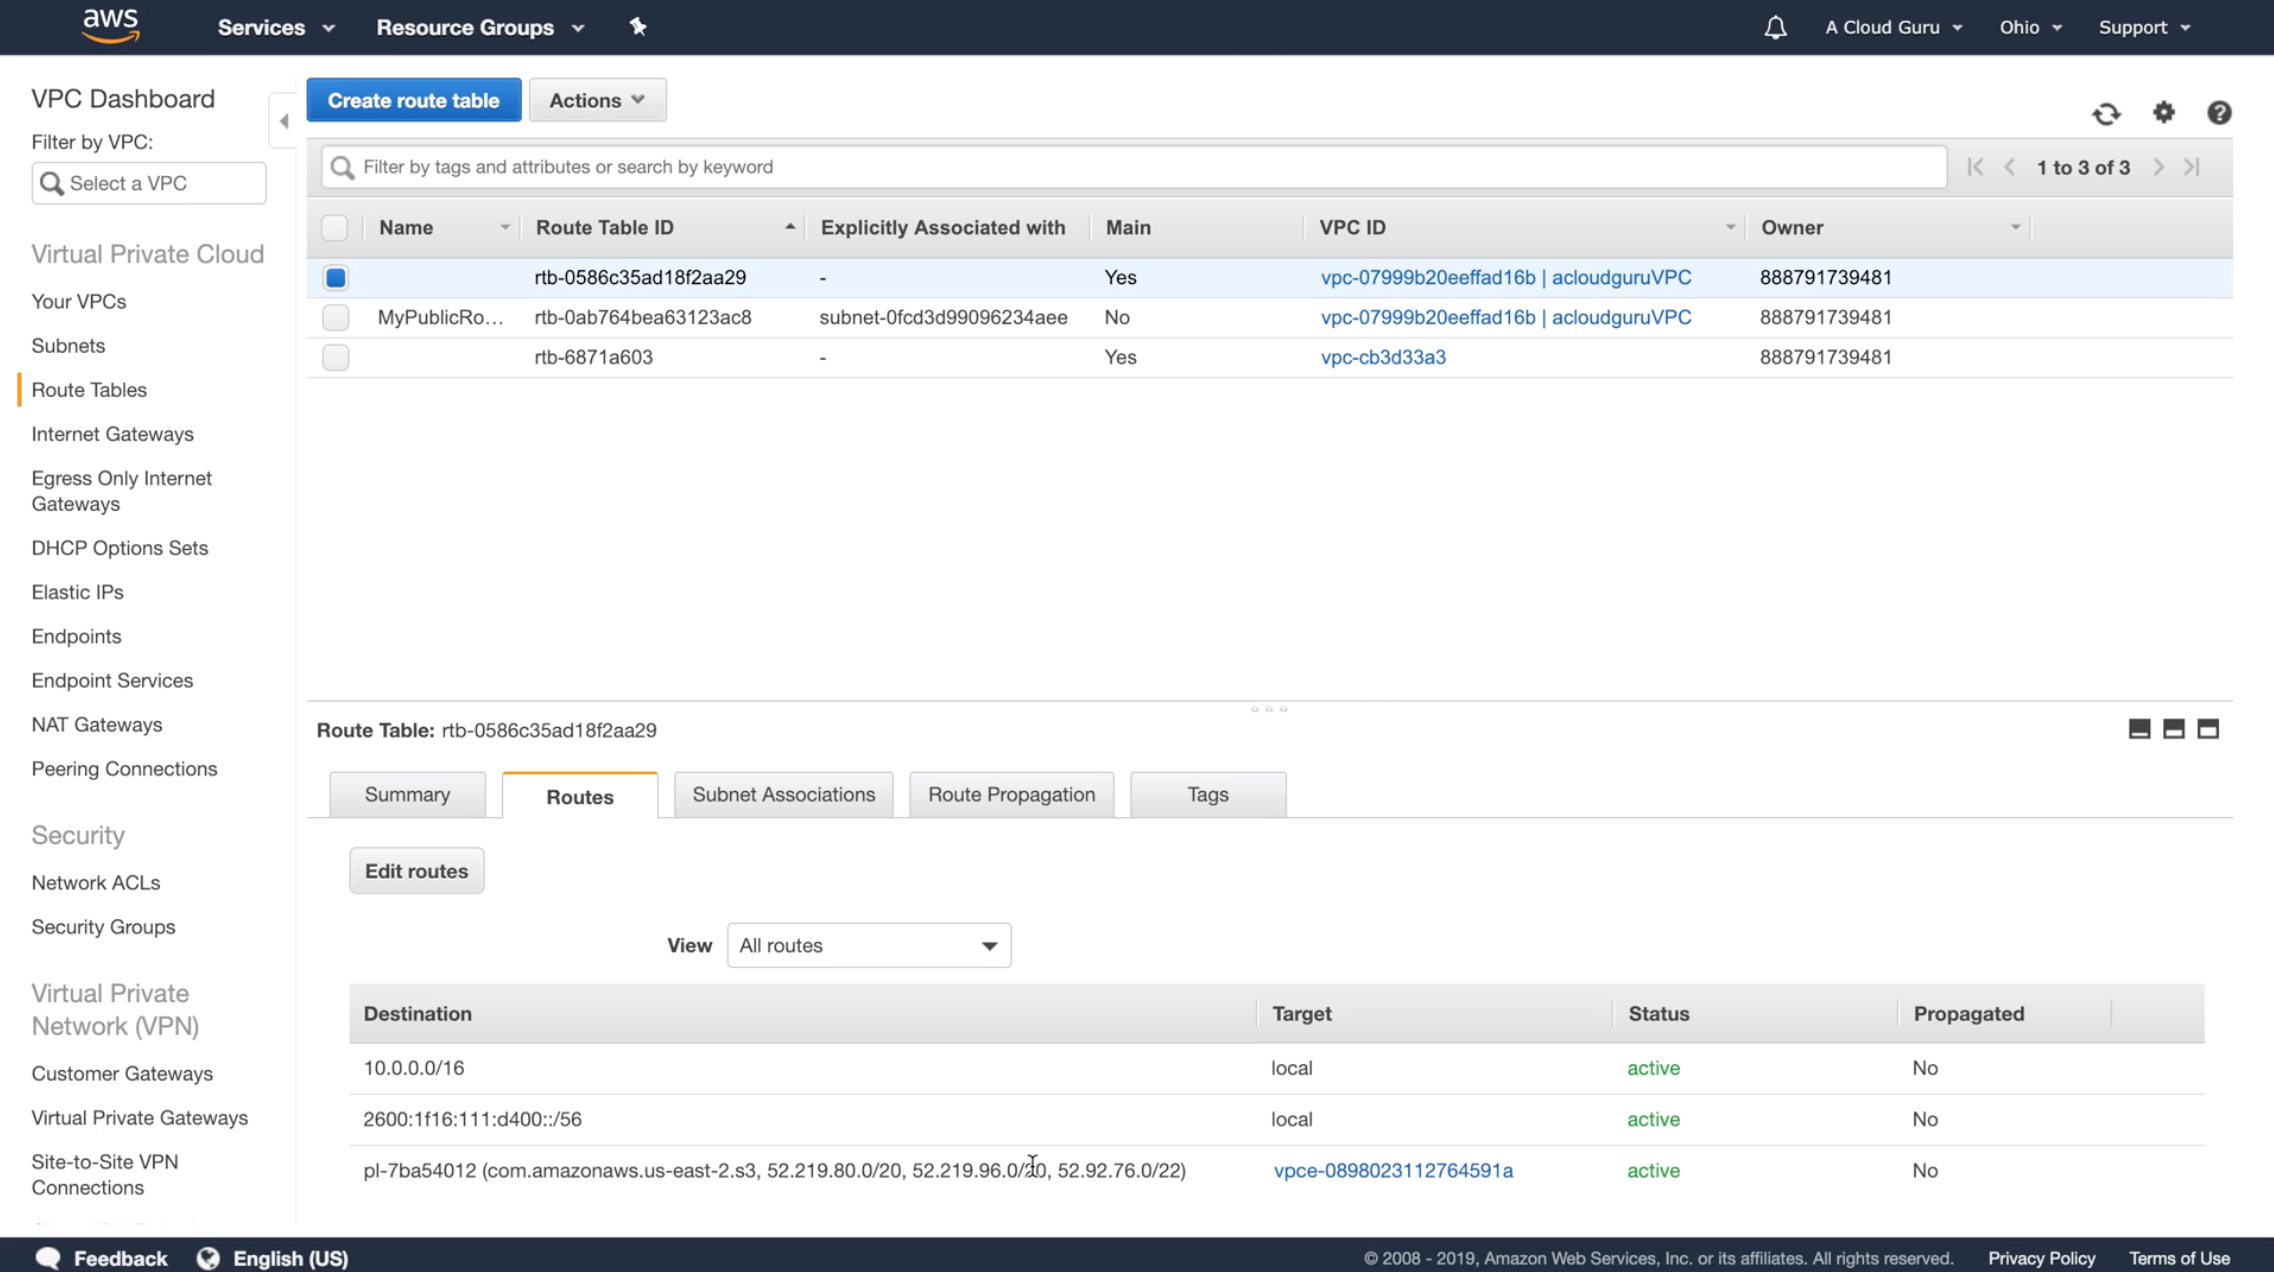 aws Services Resource Groups A Cloud Guru Ohio Support
VPC Dashboard
Filter by VPC:
Select a VPC
Virtual Private Cloud
Your VPCs
Subnets
Route Tables
Internet Gateways
Egress Only Internet
Gateways
DHCP Options Sets
Elastic IPs
Endpoints
Endpoint Services
NAT Gateways
Peering Connections
Security
Network ACLs
Security Groups
Virtual Private
Network (VPN)
Customer Gateways
Virtual Private Gateways
Site-to-Site VPN
Connections
Create route table Actions
Filter by tags and attributes or search by keyword 1 to 3 of 3
Name Route Table ID Explicitly Associated with Main VPC ID Owner
rtb-0586c35ad18f2aa29 - Yes vpc-07999b20eeffad16b | acloudguruVPC 888791739481
MyPublicRo... rtb-0ab764bea63123ac8 subnet-0fcd3d99096234aee No vpc-07999b20eeffad16b | acloudguruVPC 888791739481
rtb-6871a603 - Yes vpc-cb3d33a3 888791739481
Route Table: rtb-0586c35ad18f2aa29
Summary Routes Subnet Associations Route Propagation Tags
Edit routes
View All routes
Destination Target Status Propagated
10.0.0.0/16 local active No
2600:1f16:111:d400::/56 local active No
pl-7ba54012 (com.amazonaws.us-east-2.s3, 52.219.80.0/20, 52.219.96.0/20, 52.92.76.0/22) vpce-0898023112764591a active No
Feedback English (US) © 2008 - 2019, Amazon Web Services, Inc. or its affiliates. All rights reserved. Privacy Policy Terms of Use